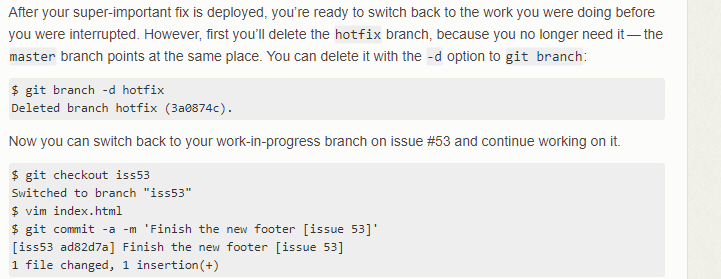 After your super-important fix is deployed, you’re ready to switch back to the work you were doing before
you were interrupted. However, first you’ll delete the hotfix branch, because you no longer need it — the
master branch points at the same place. You can delete it with the -d option to git branch:
$ git branch -d hotfix
Deleted branch hotfix (3a0874c).
Now you can switch back to your work-in-progress branch on issue #53 and continue working on it.
$ git checkout iss53
Switched to branch "iss53"
$ vim index.html
$ git commit -a -m 'Finish the new footer [issue 53]'
[iss53 ad82d7a] Finish the new footer [issue 53]
1 file changed, 1 insertion(+)